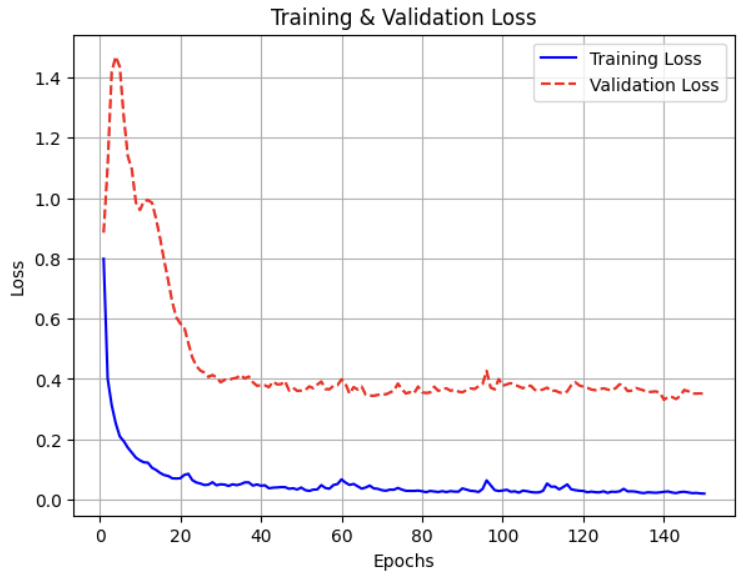 Training & Validation Loss
Training Loss
Validation Loss
Loss
1.4
1.2
1.0
0.8
0.6
0.4
0.2
0.0
0 20 40 60 80 100 120 140
Epochs